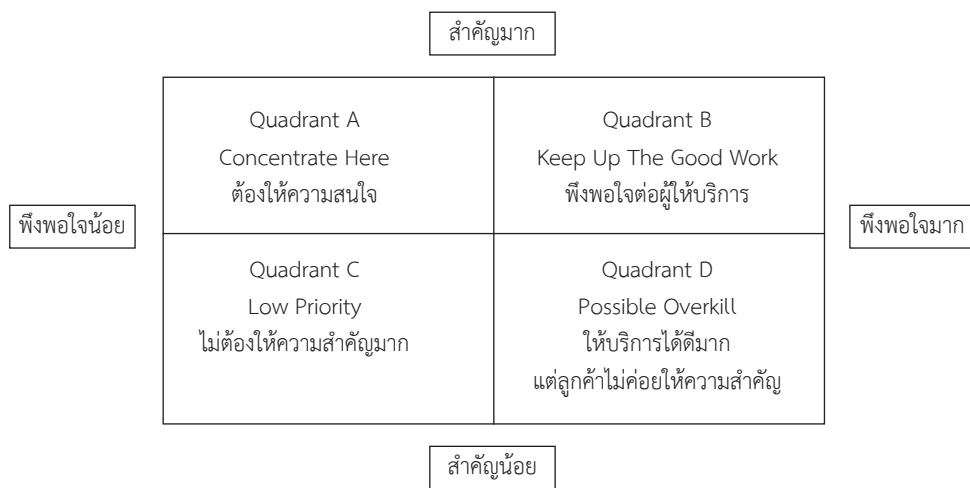 สำคัญมาก
Quadrant A
Concentrate Here
ต้องให้ความสนใจ
Quadrant B
Keep Up The Good Work
พึงพอใจต่อผู้ให้บริการ
พึงพอใจน้อย
พึงพอใจมาก
Quadrant C
Low Priority
ไม่ต้องให้ความสำคัญมาก
Quadrant D
Possible Overkill
ให้บริการได้ดีมาก
แต่ลูกค้าไม่ค่อยให้ความสำคัญ
สำคัญน้อย